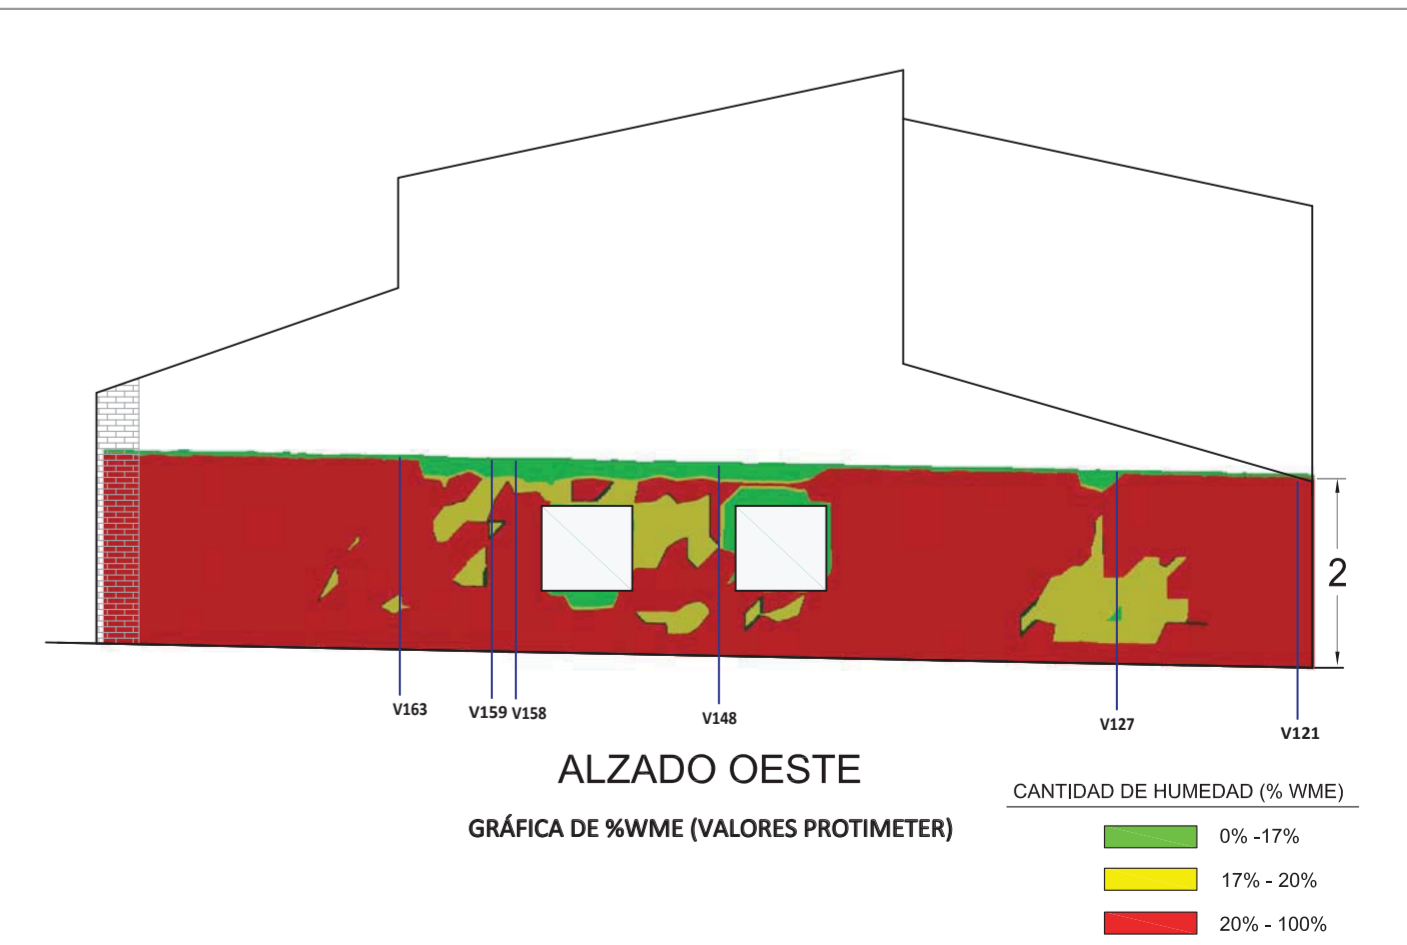 2
V163
V159 V158
V148
V127
V121
ALZADO OESTE
GRÁFICA DE %WME (VALORES PROTIMETER)
CANTIDAD DE HUMEDAD (% WME)
0% -17%
17% - 20%
20% - 100%